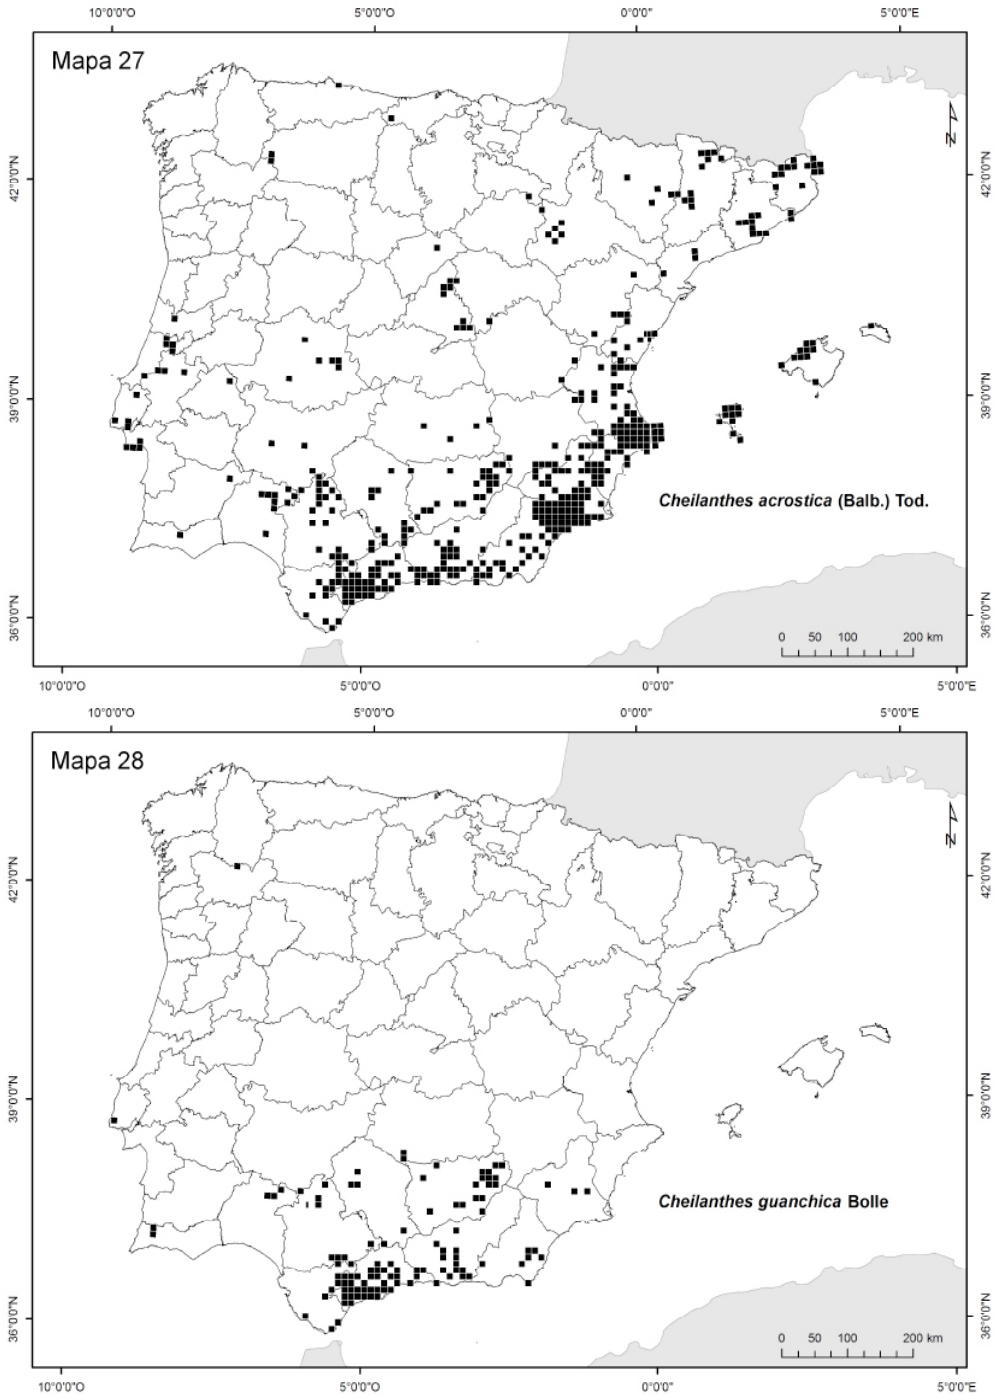 10°0'0"O 5°0'0"O 0°0'0" 5°0'0"E
Mapa 27
N
42°0'0"N 42°0'0"N
39°0'0"N 39°0'0"N
Cheilanthes acrostica (Balb.) Tod.
36°0'0"N 36°0'0"N
0 50 100 200 km
10°0'0"O 5°0'0"O 0°0'0" 5°0'0"E
10°0'0"O 5°0'0"O 0°0'0" 5°0'0"E
Mapa 28
N
42°0'0"N 42°0'0"N
39°0'0"N 39°0'0"N
Cheilanthes guanchica Bolle
36°0'0"N 36°0'0"N
0 50 100 200 km
10°0'0"O 5°0'0"O 0°0'0" 5°0'0"E